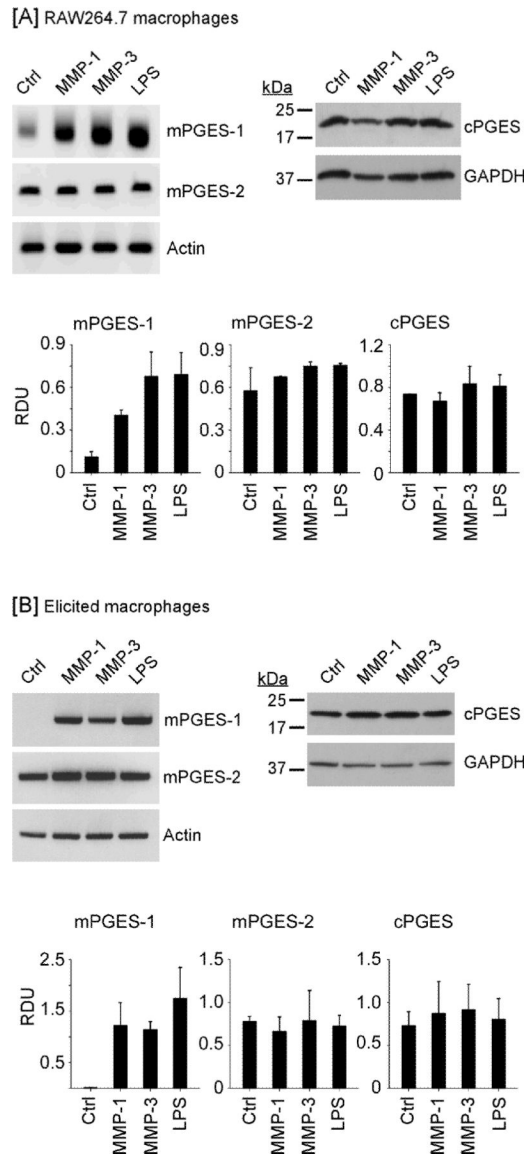 [A] RAW264.7 macrophages
Ctrl MMP-1 MMP-3 LPS
mPGES-1
mPGES-2
Actin
kDa Ctrl MMP-1 MMP-3 LPS
25
17
cPGES
37
GAPDH
mPGES-1 mPGES-2 cPGES
RDU
0.9
0.6
0.3
0
0.9
0.6
0.3
0
1.2
0.8
0.4
0
Ctrl MMP-1 MMP-3 LPS
Ctrl MMP-1 MMP-3 LPS
Ctrl MMP-1 MMP-3 LPS
[B] Elicited macrophages
Ctrl MMP-1 MMP-3 LPS
mPGES-1
mPGES-2
Actin
kDa Ctrl MMP-1 MMP-3 LPS
25
17
cPGES
37
GAPDH
mPGES-1 mPGES-2 cPGES
RDU
2.5
1.5
0.5
1.5
1.0
0.5
0
1.5
1.0
0.5
0
Ctrl MMP-1 MMP-3 LPS
Ctrl MMP-1 MMP-3 LPS
Ctrl MMP-1 MMP-3 LPS